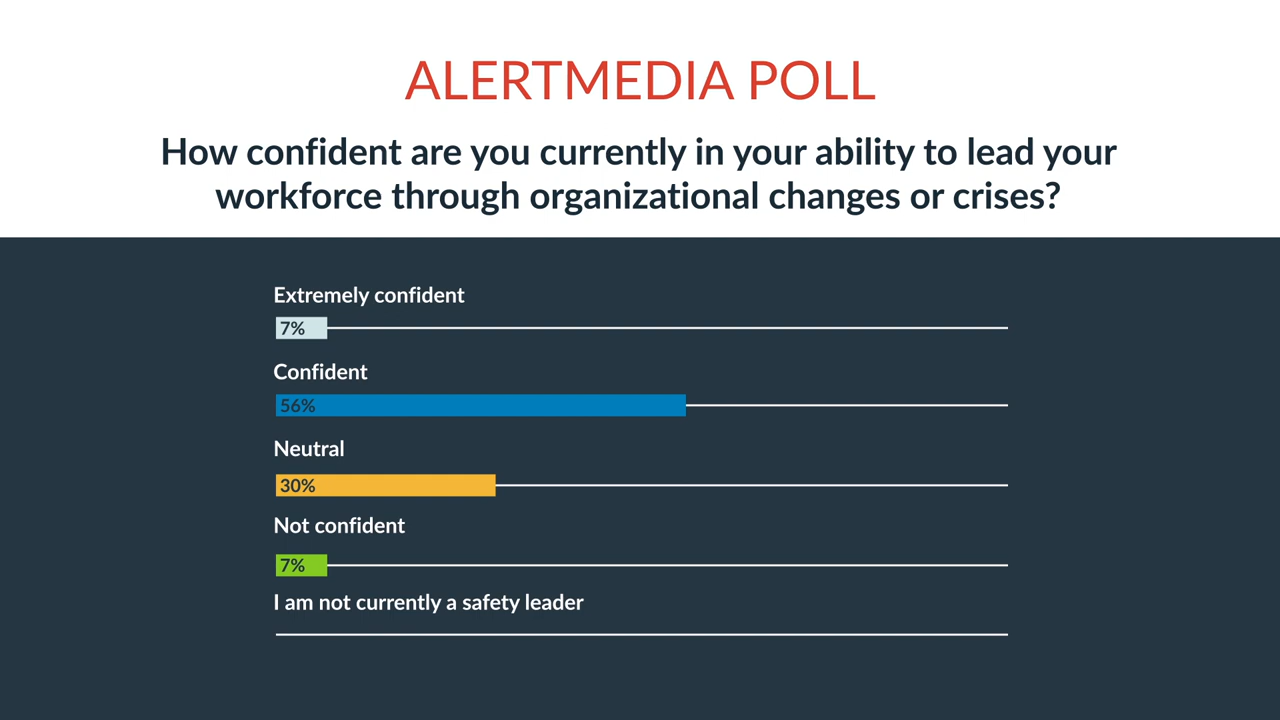 ALERTMEDIA POLL
How confident are you currently in your ability to lead your
workforce through organizational changes or crises?
Extremely confident
7%
Confident
56%
Neutral
30%
Not confident
7%
I am not currently a safety leader